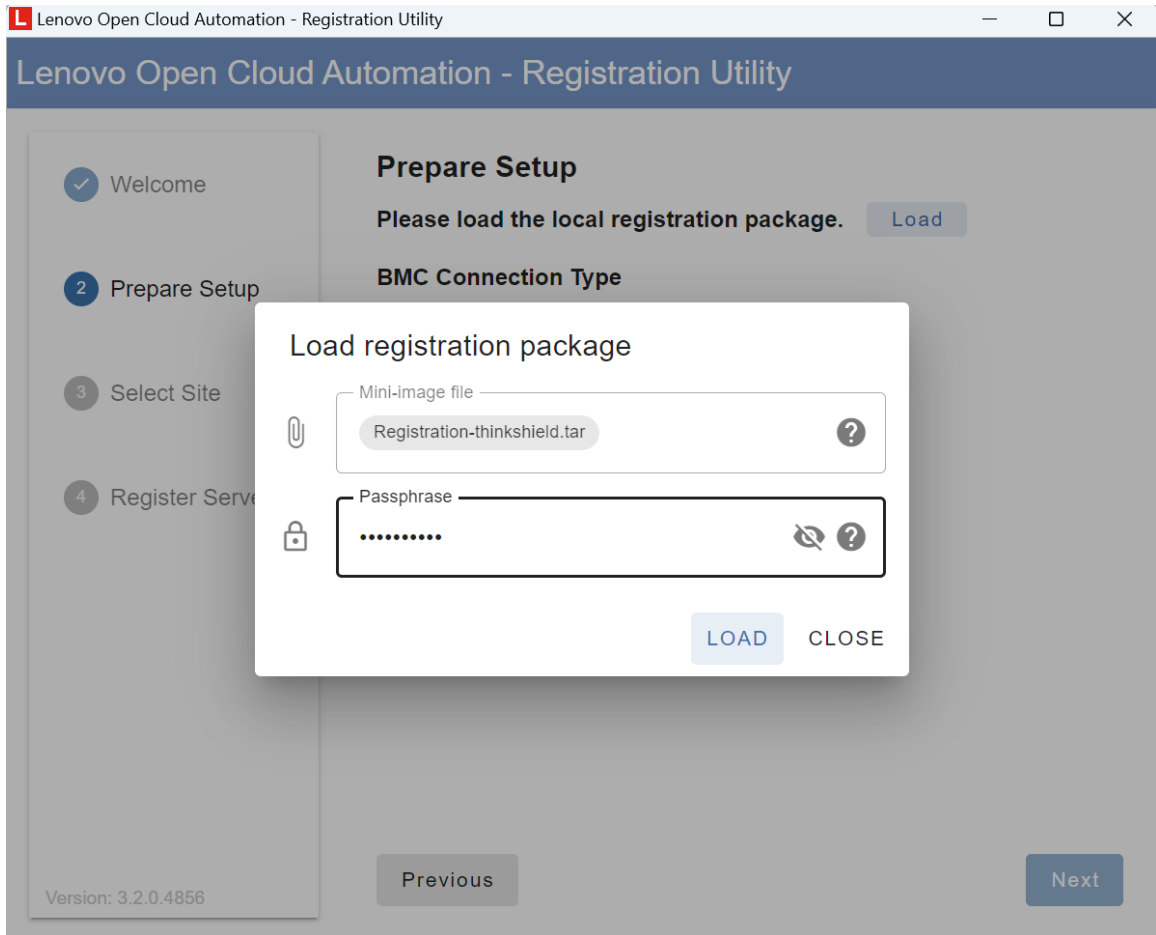 L Lenovo Open Cloud Automation - Registration Utility
Lenovo Open Cloud Automation - Registration Utility
Welcome
2 Prepare Setup
3 Select Site
4 Register Serve
Version: 3.2.0.4856
Prepare Setup
Please load the local registration package. Load
BMC Connection Type
Load registration package
Mini-image file
Registration-thinkshield.tar ?
Passphrase
•••••••••• ?
LOAD CLOSE
Previous Next